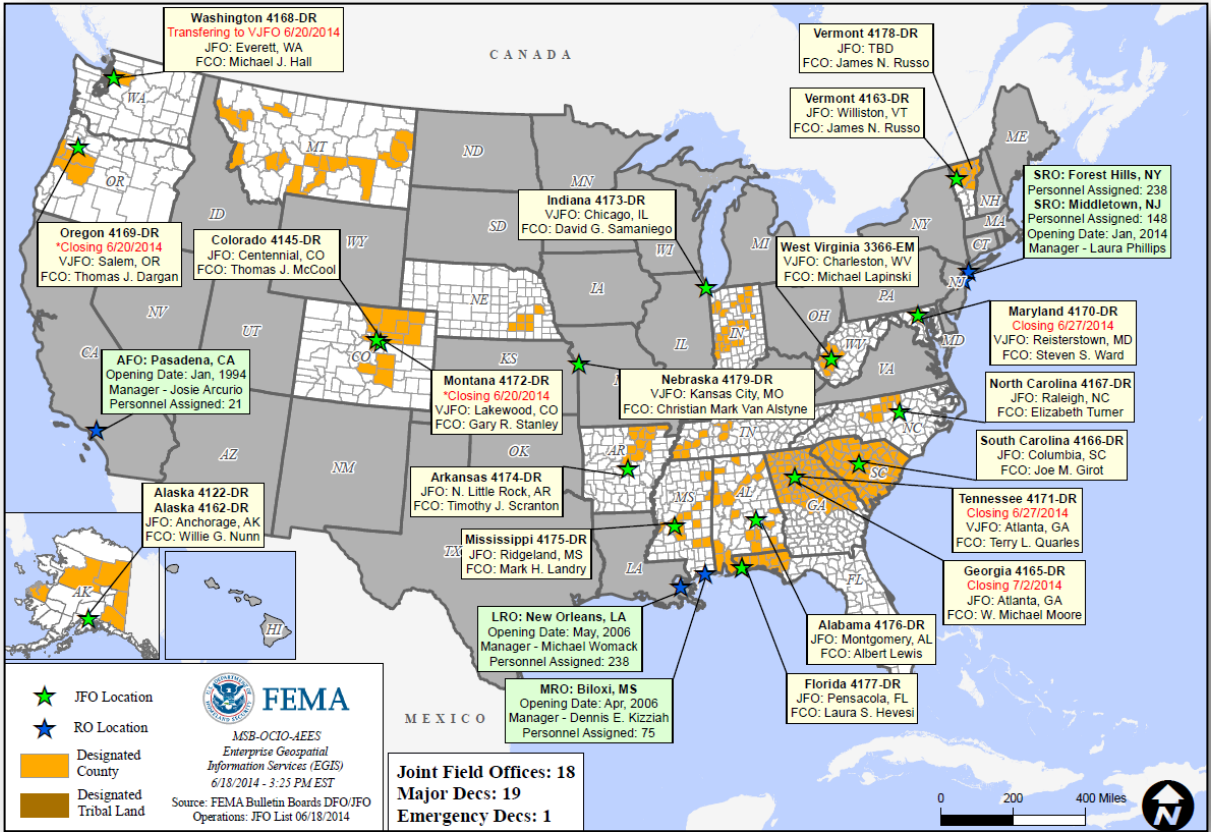 Washington 4168-DR
Transfering to VJFO 6/20/2014
JFO: Everett, WA
FCO: Michael J. Hall
CANADA
Vermont 4178-DR
JFO: TBD
FCO: James N. Russo
Vermont 4163-DR
JFO: Williston, VT
FCO: James N. Russo
SRO: Forest Hills, NY
Personnel Assigned: 238
SRO: Middletown, NJ
Personnel Assigned: 148
Opening Date: Jan, 2014
Manager - Laura Phillips
Oregon 4169-DR
*Closing 6/20/2014
VJFO: Salem, OR
FCO: Thomas J. Dargan
Colorado 4145-DR
JFO: Centennial, CO
FCO: Thomas J. McCool
Indiana 4173-DR
VJFO: Chicago, IL
FCO: David G. Samaniego
West Virginia 3366-EM
VJFO: Charleston, WV
FCO: Michael Lapinski
Maryland 4170-DR
Closing 6/27/2014
VJFO: Reisterstown, MD
FCO: Steven S. Ward
AFO: Pasadena, CA
Opening Date: Jan, 1994
Manager - Josie Arcurio
Personnel Assigned: 21
Montana 4172-DR
*Closing 6/20/2014
VJFO: Lakewood, CO
FCO: Gary R. Stanley
Nebraska 4179-DR
VJFO: Kansas City, MO
FCO: Christian Mark Van Alstyne
North Carolina 4167-DR
JFO: Raleigh, NC
FCO: Elizabeth Turner
South Carolina 4166-DR
JFO: Columbia, SC
FCO: Joe M. Girot
Arkansas 4174-DR
JFO: N. Little Rock, AR
FCO: Timothy J. Scranton
Alaska 4122-DR
Alaska 4162-DR
JFO: Anchorage, AK
FCO: Willie G. Nunn
Mississippi 4175-DR
JFO: Ridgeland, MS
FCO: Mark H. Landry
Tennessee 4171-DR
Closing 6/27/2014
VJFO: Atlanta, GA
FCO: Terry L. Quarles
Georgia 4165-DR
Closing 7/2/2014
JFO: Atlanta, GA
FCO: W. Michael Moore
LRO: New Orleans, LA
Opening Date: May, 2006
Manager - Michael Womack
Personnel Assigned: 238
Alabama 4176-DR
JFO: Montgomery, AL
FCO: Albert Lewis
MRO: Biloxi, MS
Opening Date: Apr, 2006
Manager - Dennis E. Kizziah
Personnel Assigned: 75
Florida 4177-DR
JFO: Pensacola, FL
FCO: Laura S. Hevesi
WA
MT
ND
MN
ME
OR
ID
SD
WI
MI
NY
NH
MA
CT
WY
IA
PA
NJ
NE
OH
IN
IL
NV
UT
CA
CO
KS
WV
MD
VA
AZ
NM
OK
AR
TN
NC
SC
MS
AL
GA
TX
LA
FL
AK
HI
MEXICO
JFO Location
RO Location
Designated
County
Designated
Tribal Land
FEMA
MSB-OCIO-AEES
Enterprise Geospatial
Information Services (EGIS)
6/18/2014 - 3:25 PM EST
Source: FEMA Bulletin Boards DFO/JFO
Operations: JFO List 06/18/2014
Joint Field Offices: 18
Major Decs: 19
Emergency Decs: 1
0 200 400 Miles
N